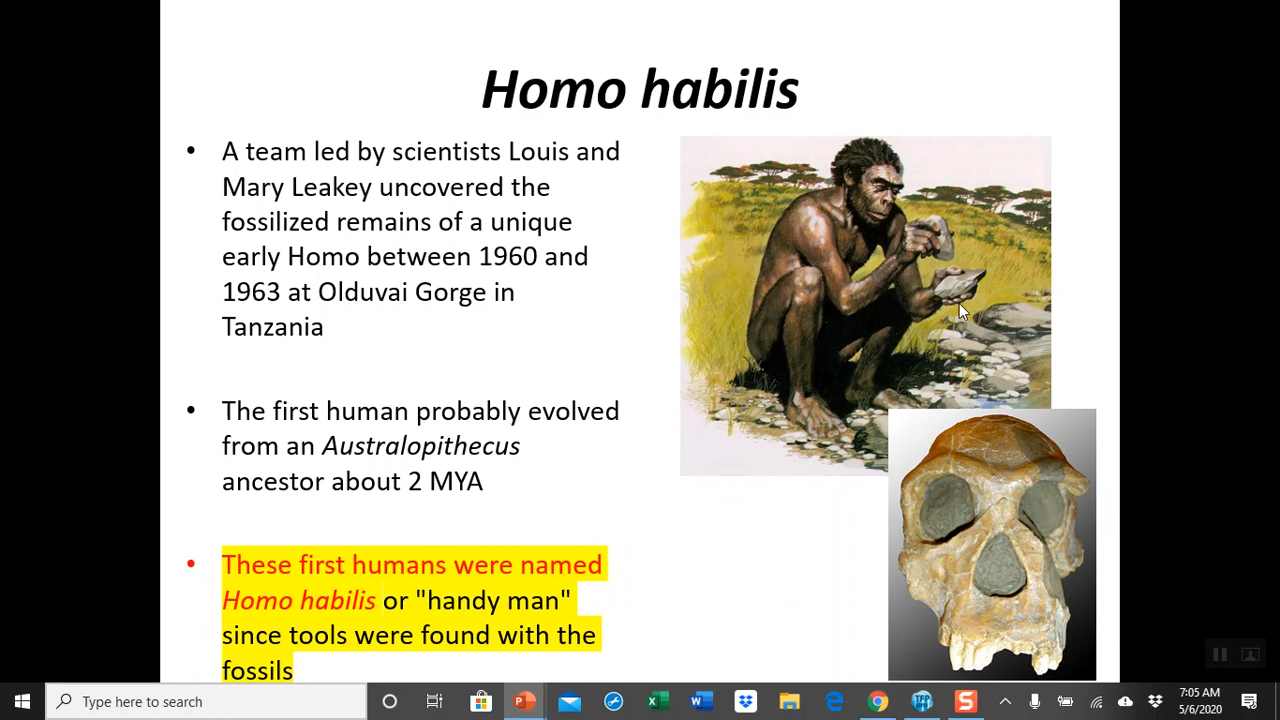 Homo habilis
• A team led by scientists Louis and
Mary Leakey uncovered the
fossilized remains of a unique
early Homo between 1960 and
1963 at Olduvai Gorge in
Tanzania
• The first human probably evolved
from an Australopithecus
ancestor about 2 MYA
• These first humans were named
Homo habilis or "handy man"
since tools were found with the
fossils
Type here to search
7:05 AM
5/6/2020